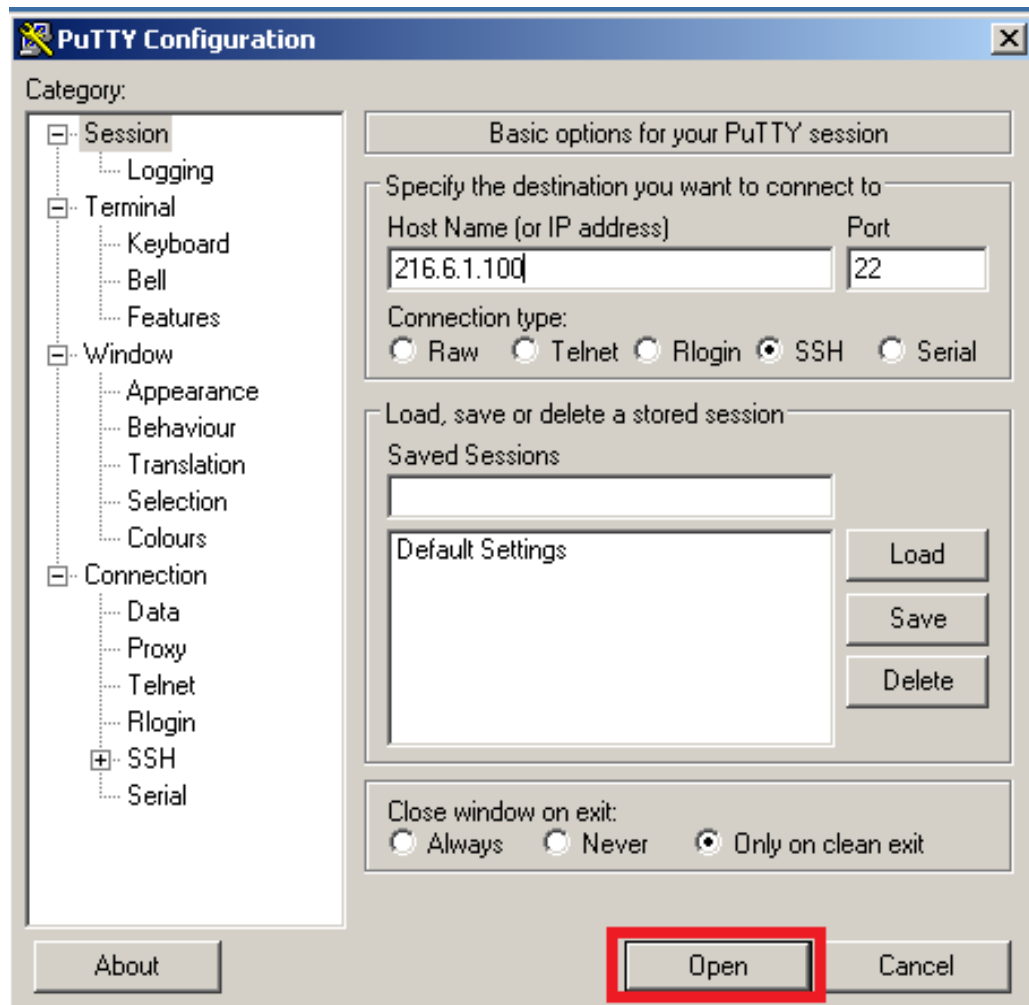 PuTTY Configuration
Category:
Session
Logging
Terminal
Keyboard
Bell
Features
Window
Appearance
Behaviour
Translation
Selection
Colours
Connection
Data
Proxy
Telnet
Rlogin
SSH
Serial
Basic options for your PuTTY session
Specify the destination you want to connect to
Host Name (or IP address) Port
216.6.1.100 22
Connection type:
Raw Telnet Rlogin SSH Serial
Load, save or delete a stored session
Saved Sessions
Default Settings
Load
Save
Delete
Close window on exit:
Always Never Only on clean exit
About Open Cancel